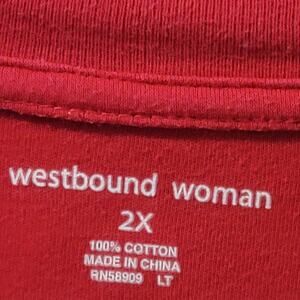 westbound woman
2X
100% COTTON
MADE IN CHINA
RN58909 LT